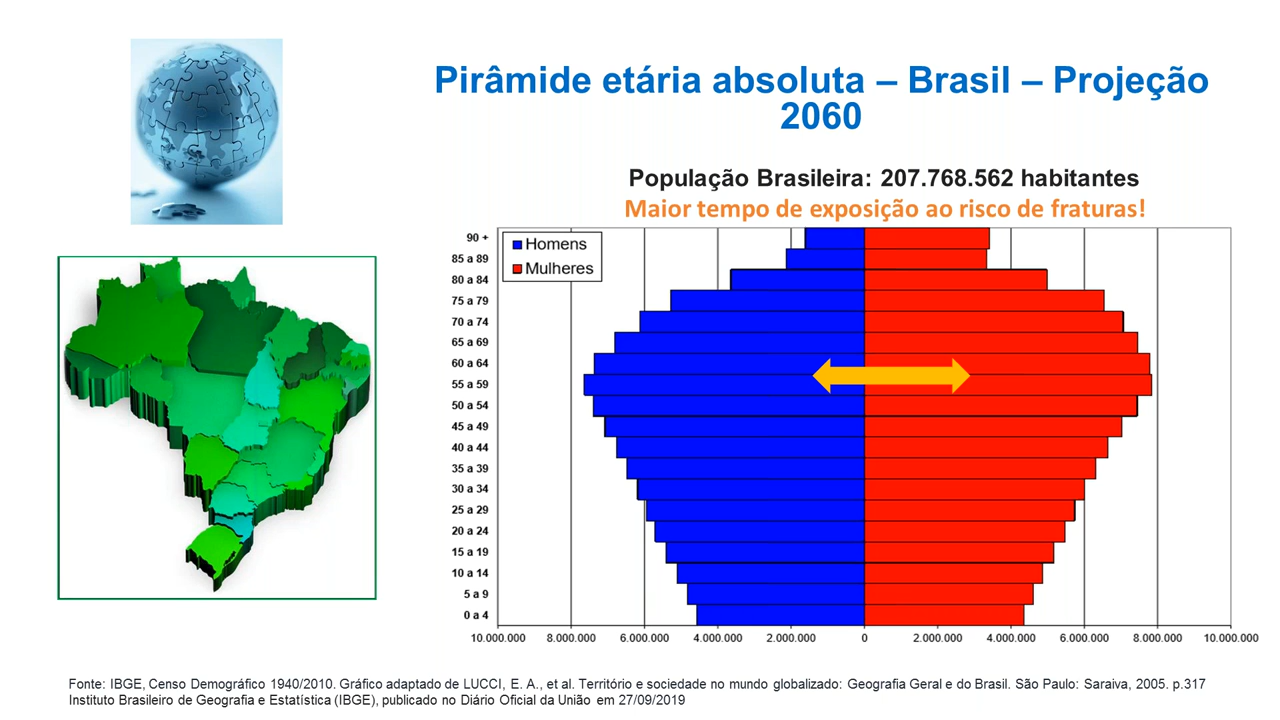 Pirâmide etária absoluta – Brasil – Projeção
2060
População Brasileira: 207.768.562 habitantes
Maior tempo de exposição ao risco de fraturas!
Homens
Mulheres
90 +
85 a 89
80 a 84
75 a 79
70 a 74
65 a 69
60 a 64
55 a 59
50 a 54
45 a 49
40 a 44
35 a 39
30 a 34
25 a 29
20 a 24
15 a 19
10 a 14
5 a 9
0 a 4
10.000.000 8.000.000 6.000.000 4.000.000 2.000.000 0 2.000.000 4.000.000 6.000.000 8.000.000 10.000.000
Fonte: IBGE, Censo Demográfico 1940/2010. Gráfico adaptado de LUCCI, E. A., et al. Território e sociedade no mundo globalizado: Geografia Geral e do Brasil. São Paulo: Saraiva, 2005. p.317
Instituto Brasileiro de Geografia e Estatística (IBGE), publicado no Diário Oficial da União em 27/09/2019